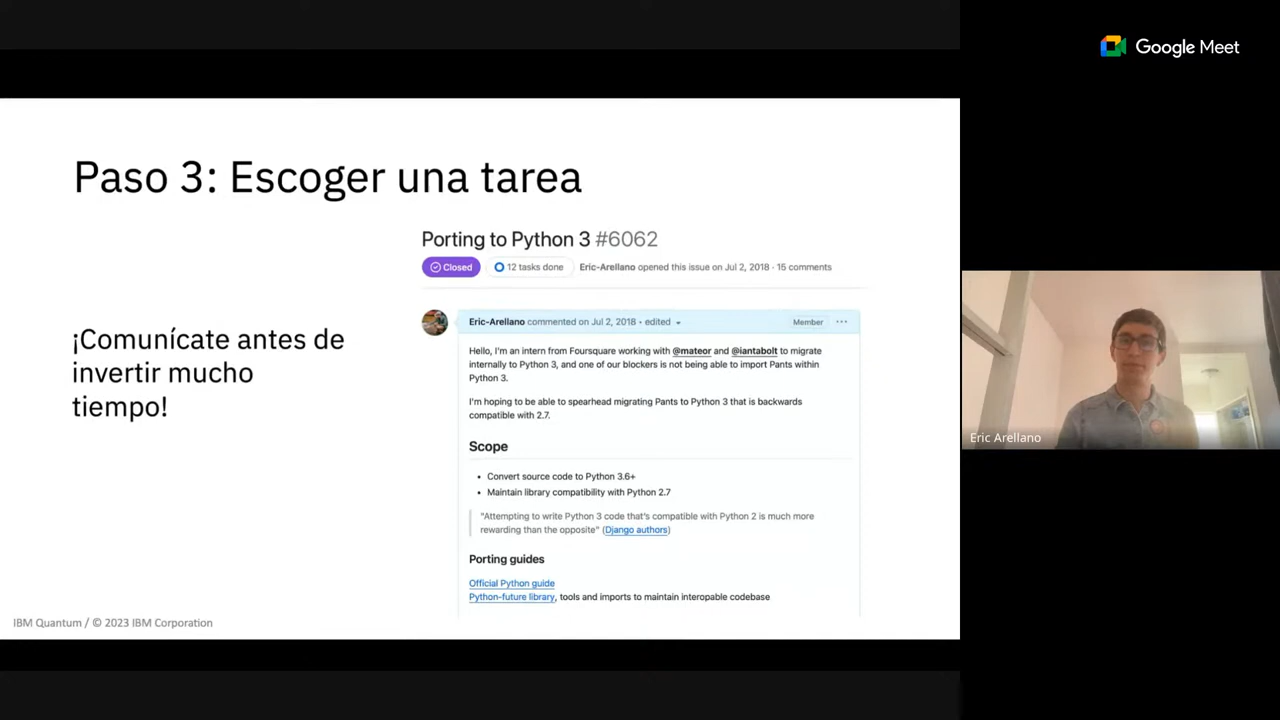 Google Meet
Paso 3: Escoger una tarea
Porting to Python 3 #6062
Closed 12 tasks done Eric-Arellano opened this issue on Jul 2, 2018 · 15 comments
¡Comunícate antes de
invertir mucho
tiempo!
Eric-Arellano commented on Jul 2, 2018 • edited Member ···
Hello, I'm an intern from Foursquare working with @mateor and @iantabolt to migrate
internally to Python 3, and one of our blockers is not being able to import Pants within
Python 3.
I'm hoping to be able to spearhead migrating Pants to Python 3 that is backwards
compatible with 2.7.
Scope
• Convert source code to Python 3.6+
• Maintain library compatibility with Python 2.7
"Attempting to write Python 3 code that's compatible with Python 2 is much more
rewarding than the opposite" (Django authors)
Porting guides
Official Python guide
Python-future library, tools and imports to maintain interopable codebase
IBM Quantum / © 2023 IBM Corporation
Eric Arellano